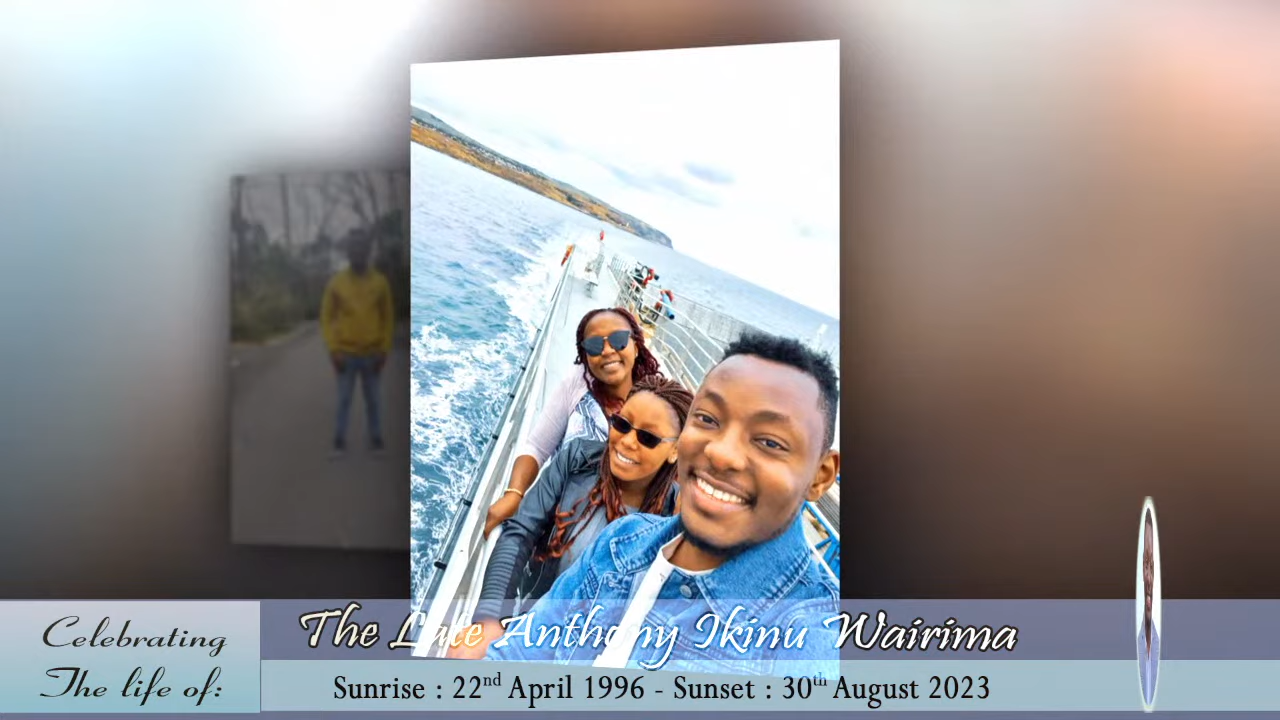 Celebrating
The life of:
The Late Anthony Ikinu Wairima
Sunrise : 22nd April 1996 - Sunset : 30th August 2023